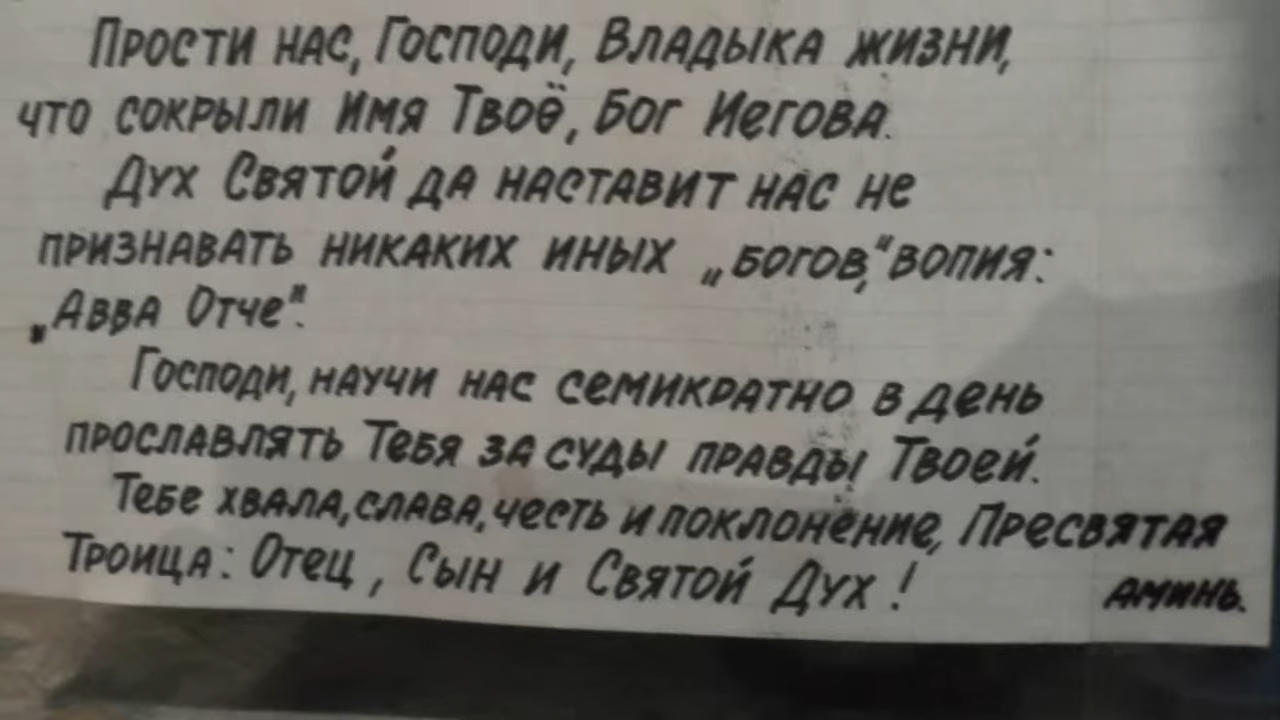 Прости нас, Господи, Владыка жизни,
что сокрыли Имя Твоё, Бог Иегова.
Дух Святой да наставит нас не
признавать никаких иных „богов,“ вопия:
„Авва Отче“.
Господи, научи нас семикратно в день
прославлять Тебя за суды правды Твоей.
Тебе хвала, слава, честь и поклонение, Пресвятая
Троица: Отец, Сын и Святой Дух!
аминь.